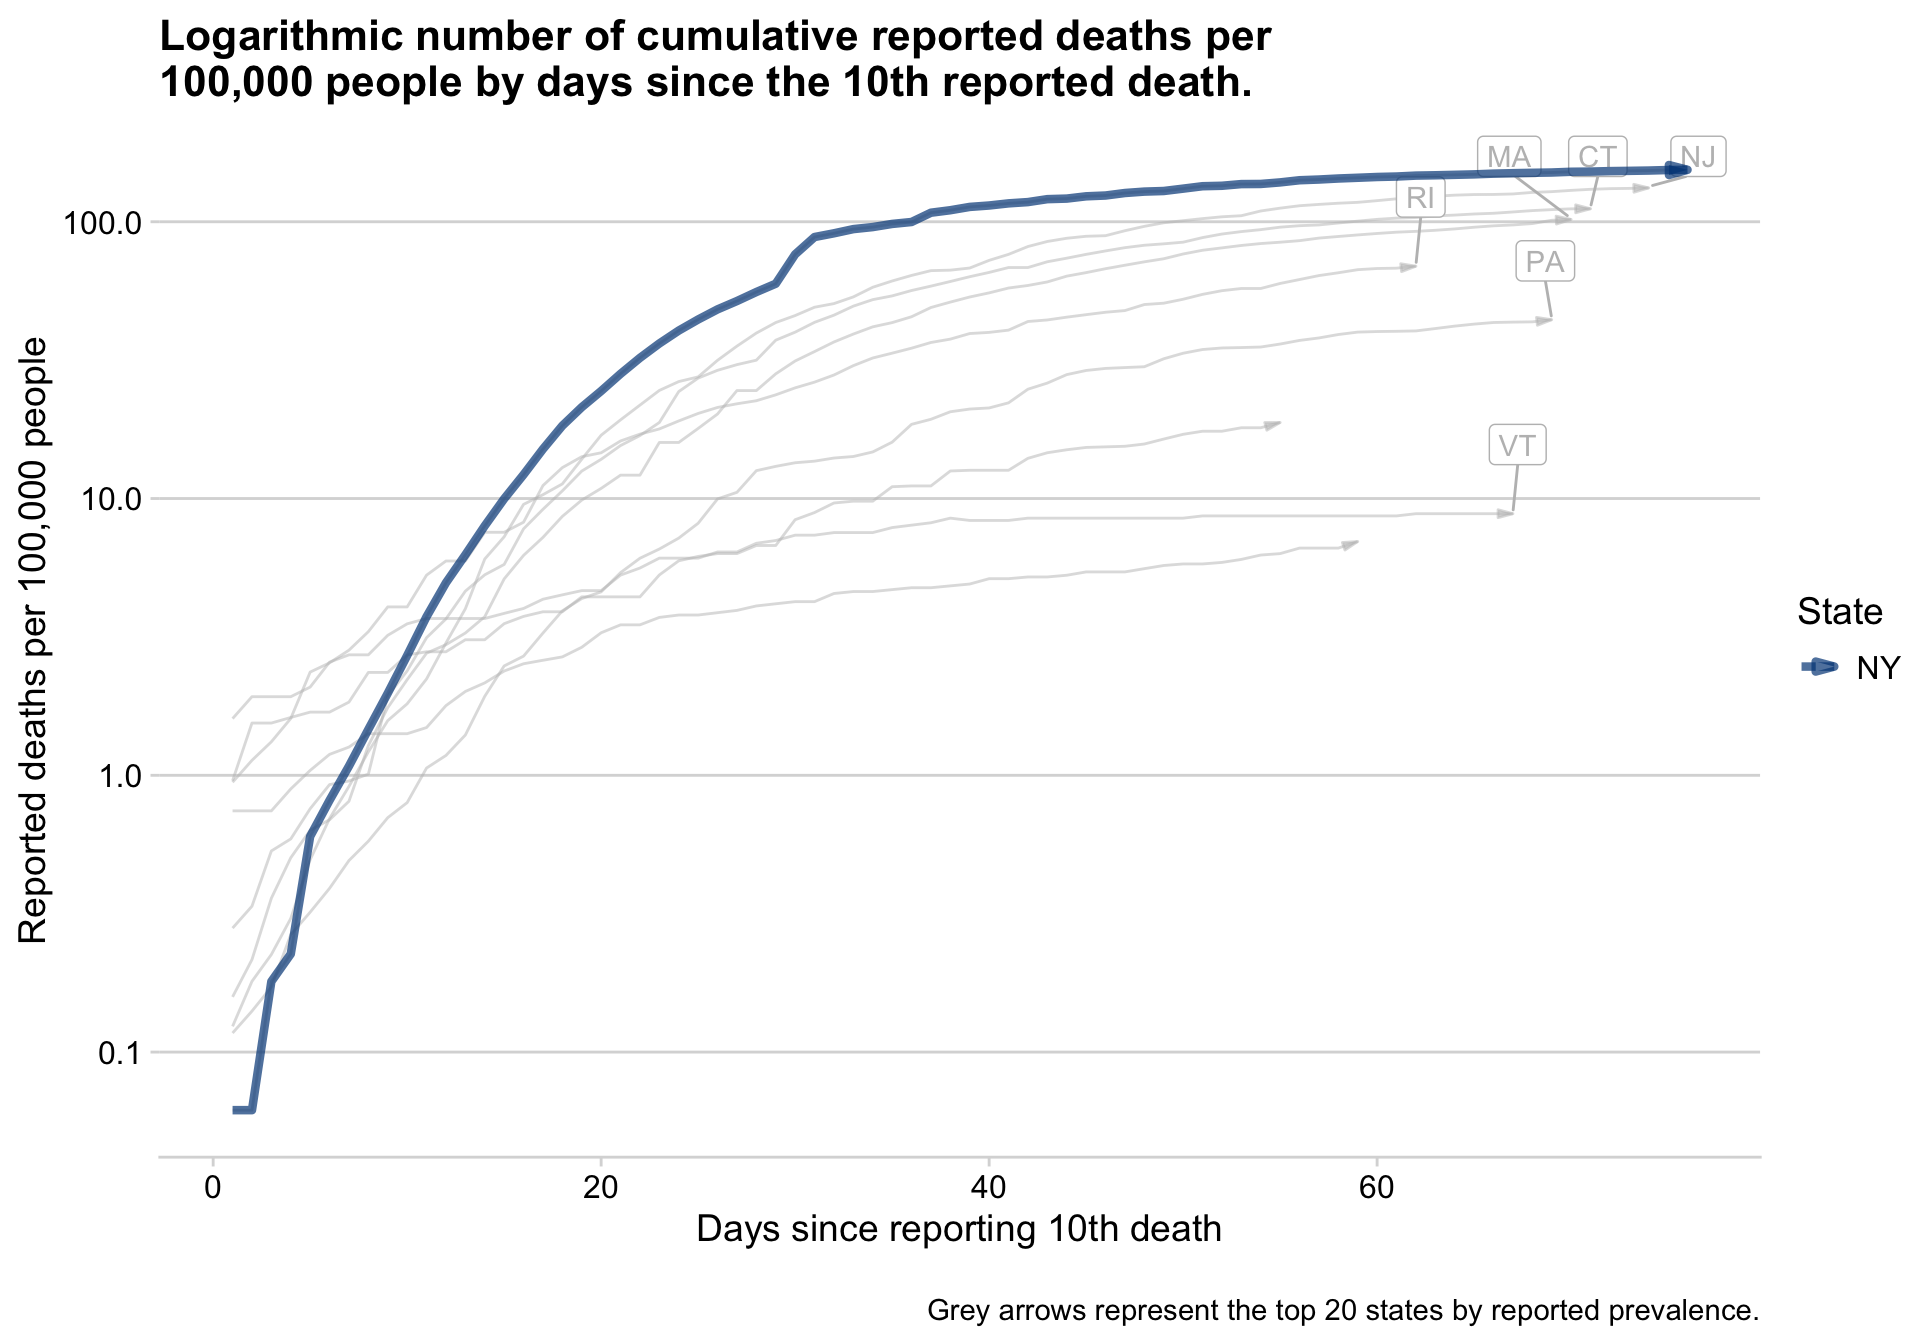 Logarithmic number of cumulative reported deaths per
100,000 people by days since the 10th reported death.
MA
CT
NJ
RI
PA
VT
100.0
10.0
1.0
0.1
Reported deaths per 100,000 people
0
20
40
60
Days since reporting 10th death
State
NY
Grey arrows represent the top 20 states by reported prevalence.